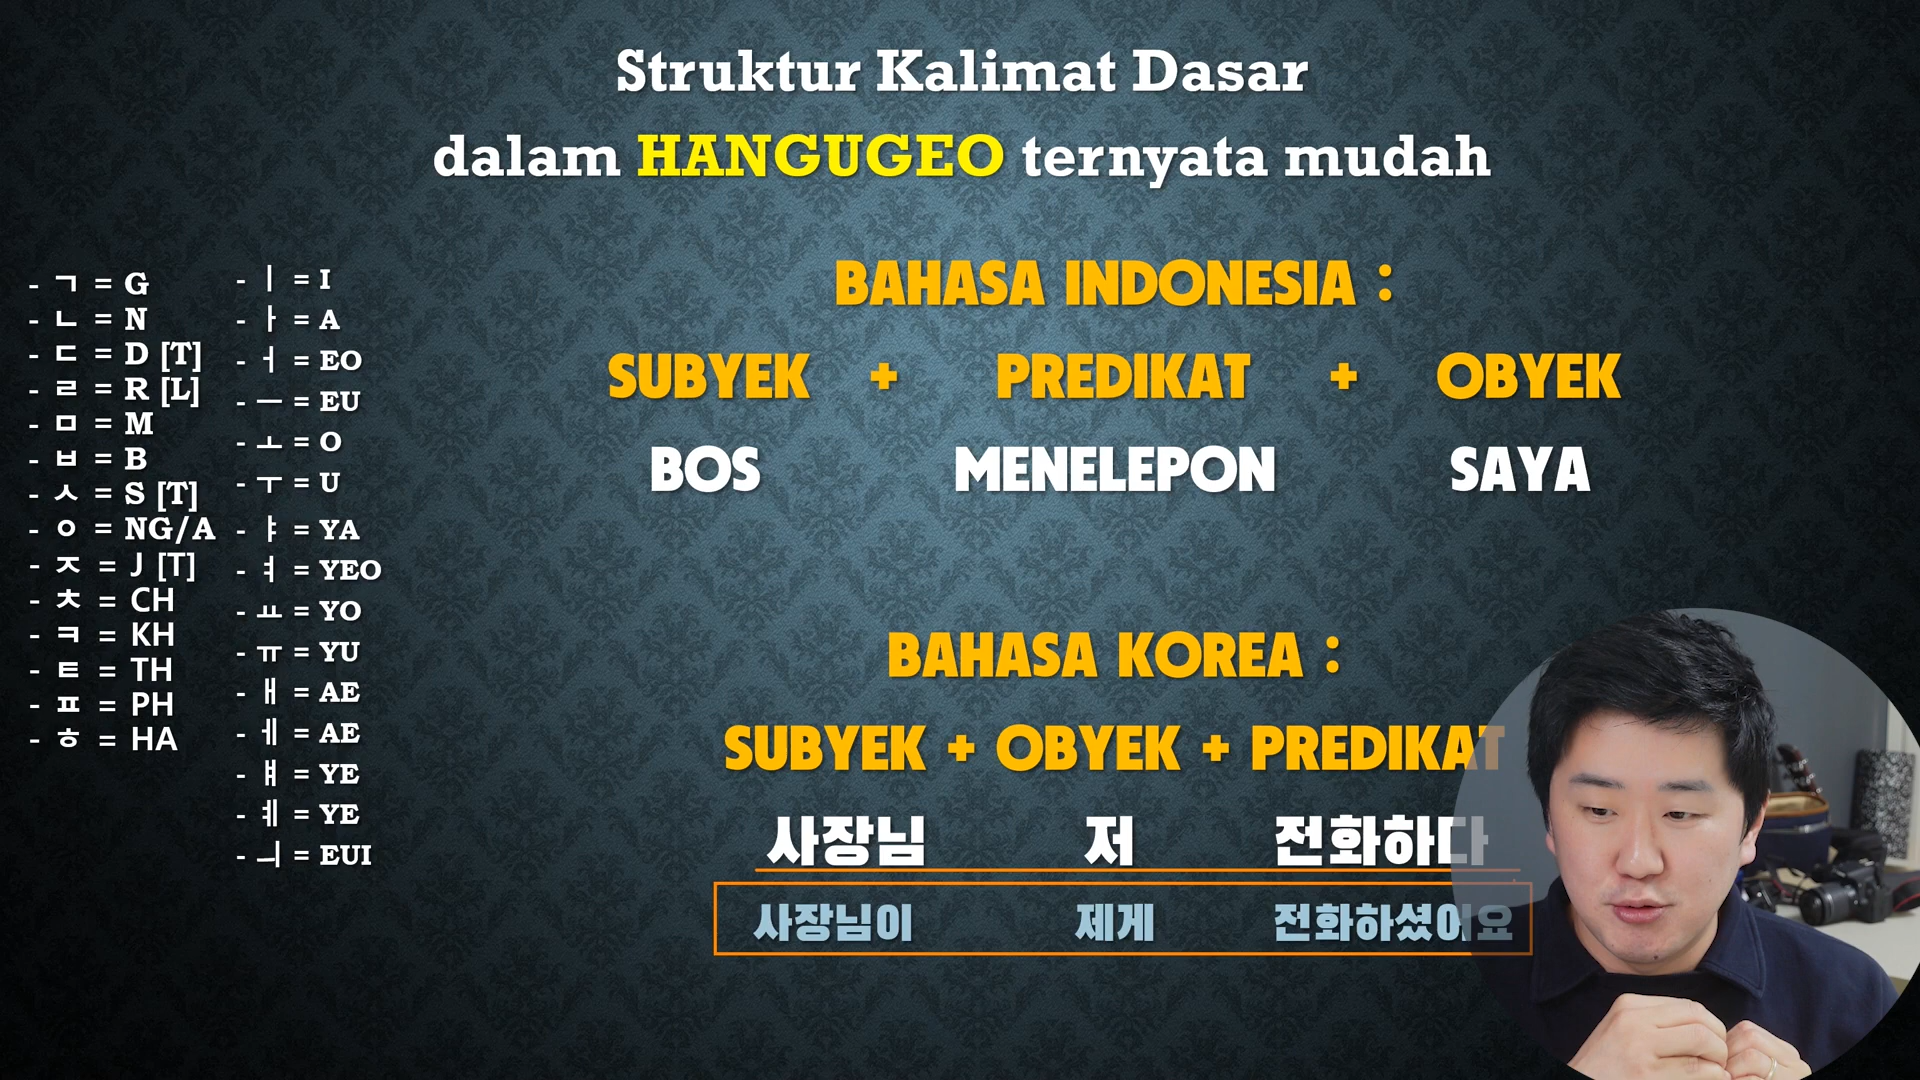 Struktur Kalimat Dasar
dalam HANGUGEO ternyata mudah
- ㄱ = G
- ㄴ = N
- ㄷ = D [T]
- ㄹ = R [L]
- ㅁ = M
- ㅂ = B
- ㅅ = S [T]
- ㅇ = NG/A
- ㅈ = J [T]
- ㅊ = CH
- ㅋ = KH
- ㅌ = TH
- ㅍ = PH
- ㅎ = HA
- ㅣ = I
- ㅏ = A
- ㅓ = EO
- ㅡ = EU
- ㅗ = O
- ㅜ = U
- ㅑ = YA
- ㅕ = YEO
- ㅛ = YO
- ㅠ = YU
- ㅐ = AE
- ㅔ = AE
- ㅒ = YE
- ㅖ = YE
- ㅢ = EUI
BAHASA INDONESIA :
SUBYEK + PREDIKAT + OBYEK
BOS MENELEPON SAYA
BAHASA KOREA :
SUBYEK + OBYEK + PREDIKAT
사장님 저 전화하다
사장님이 제게 전화하셨어요